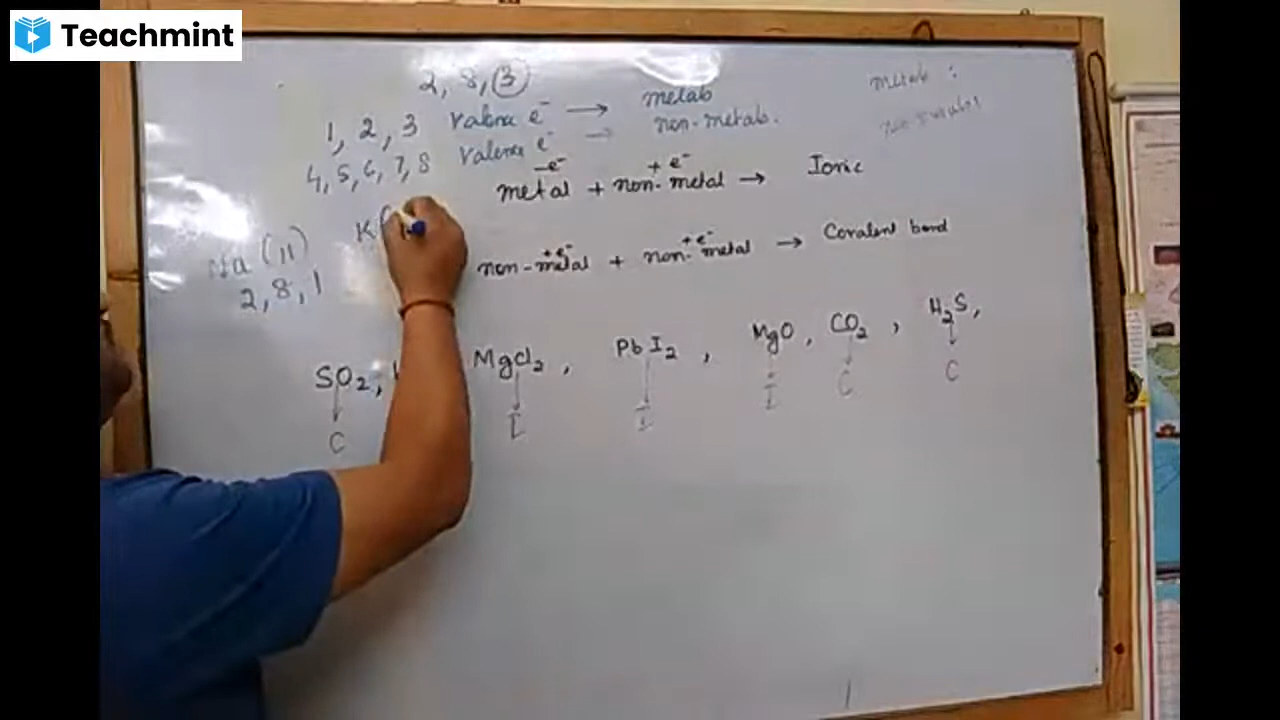 Teachmint
2, 8, 3
1, 2, 3 valence e⁻ → metals
4, 5, 6, 7, 8 valence e⁻ → non-metals.
metals :
-e⁻ +e⁻
metal + non-metal → Ionic
+e⁻ +e⁻
non-metal + non-metal → Covalent bond
Na (11) K(
2, 8, 1
SO₂, MgCl₂, PbI₂, MgO, CO₂, H₂S,
C I I I C C